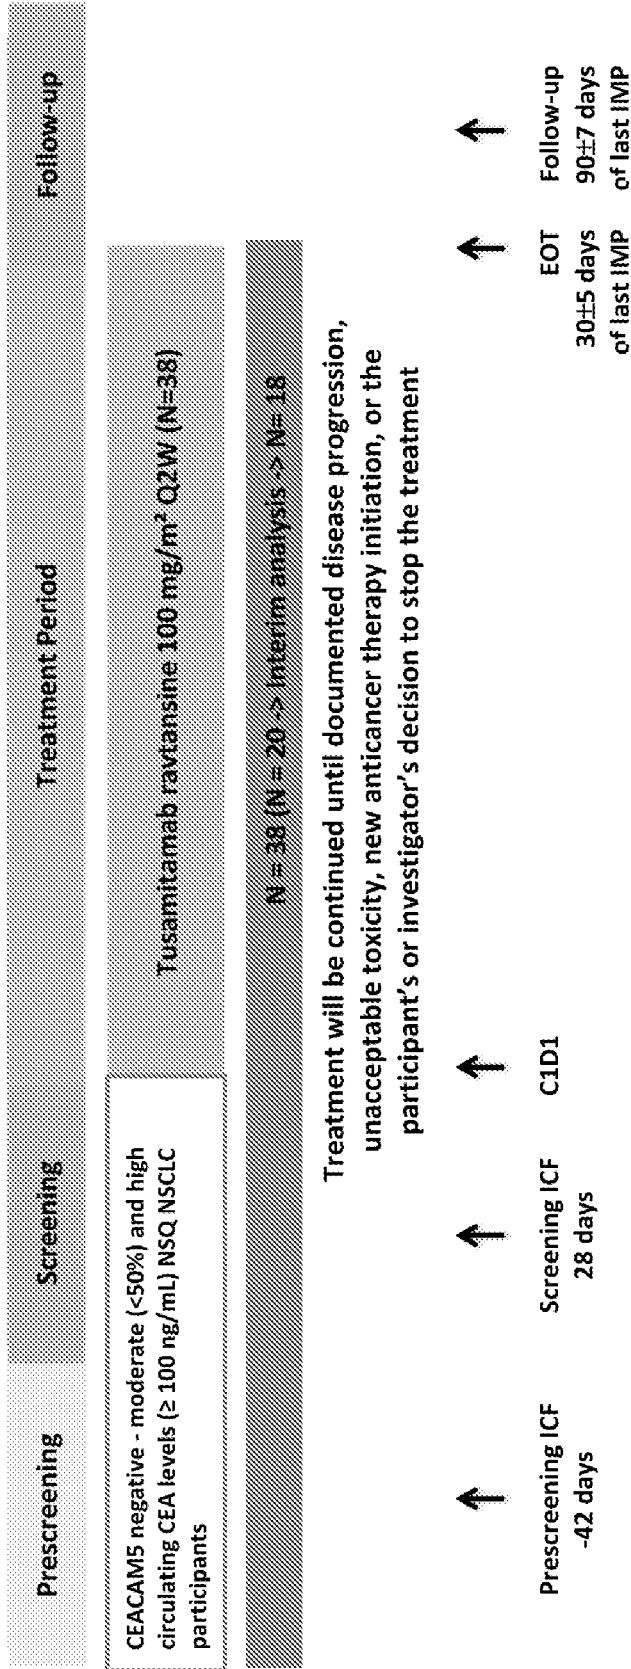 Prescreening
Screening
Treatment Period
Follow-up
CEACAM5 negative - moderate (<50%) and high
circulating CEA levels (≥ 100 ng/mL) NSQ NSCLC
participants
Tusamitamab ravtansine 100 mg/m² Q2W (N=38)
N = 38 (N = 20 -> Interim analysis -> N= 18
Treatment will be continued until documented disease progression,
unacceptable toxicity, new anticancer therapy initiation, or the
participant's or investigator's decision to stop the treatment
Prescreening ICF
-42 days
Screening ICF
28 days
C1D1
EOT
30±5 days
of last IMP
Follow-up
90±7 days
of last IMP